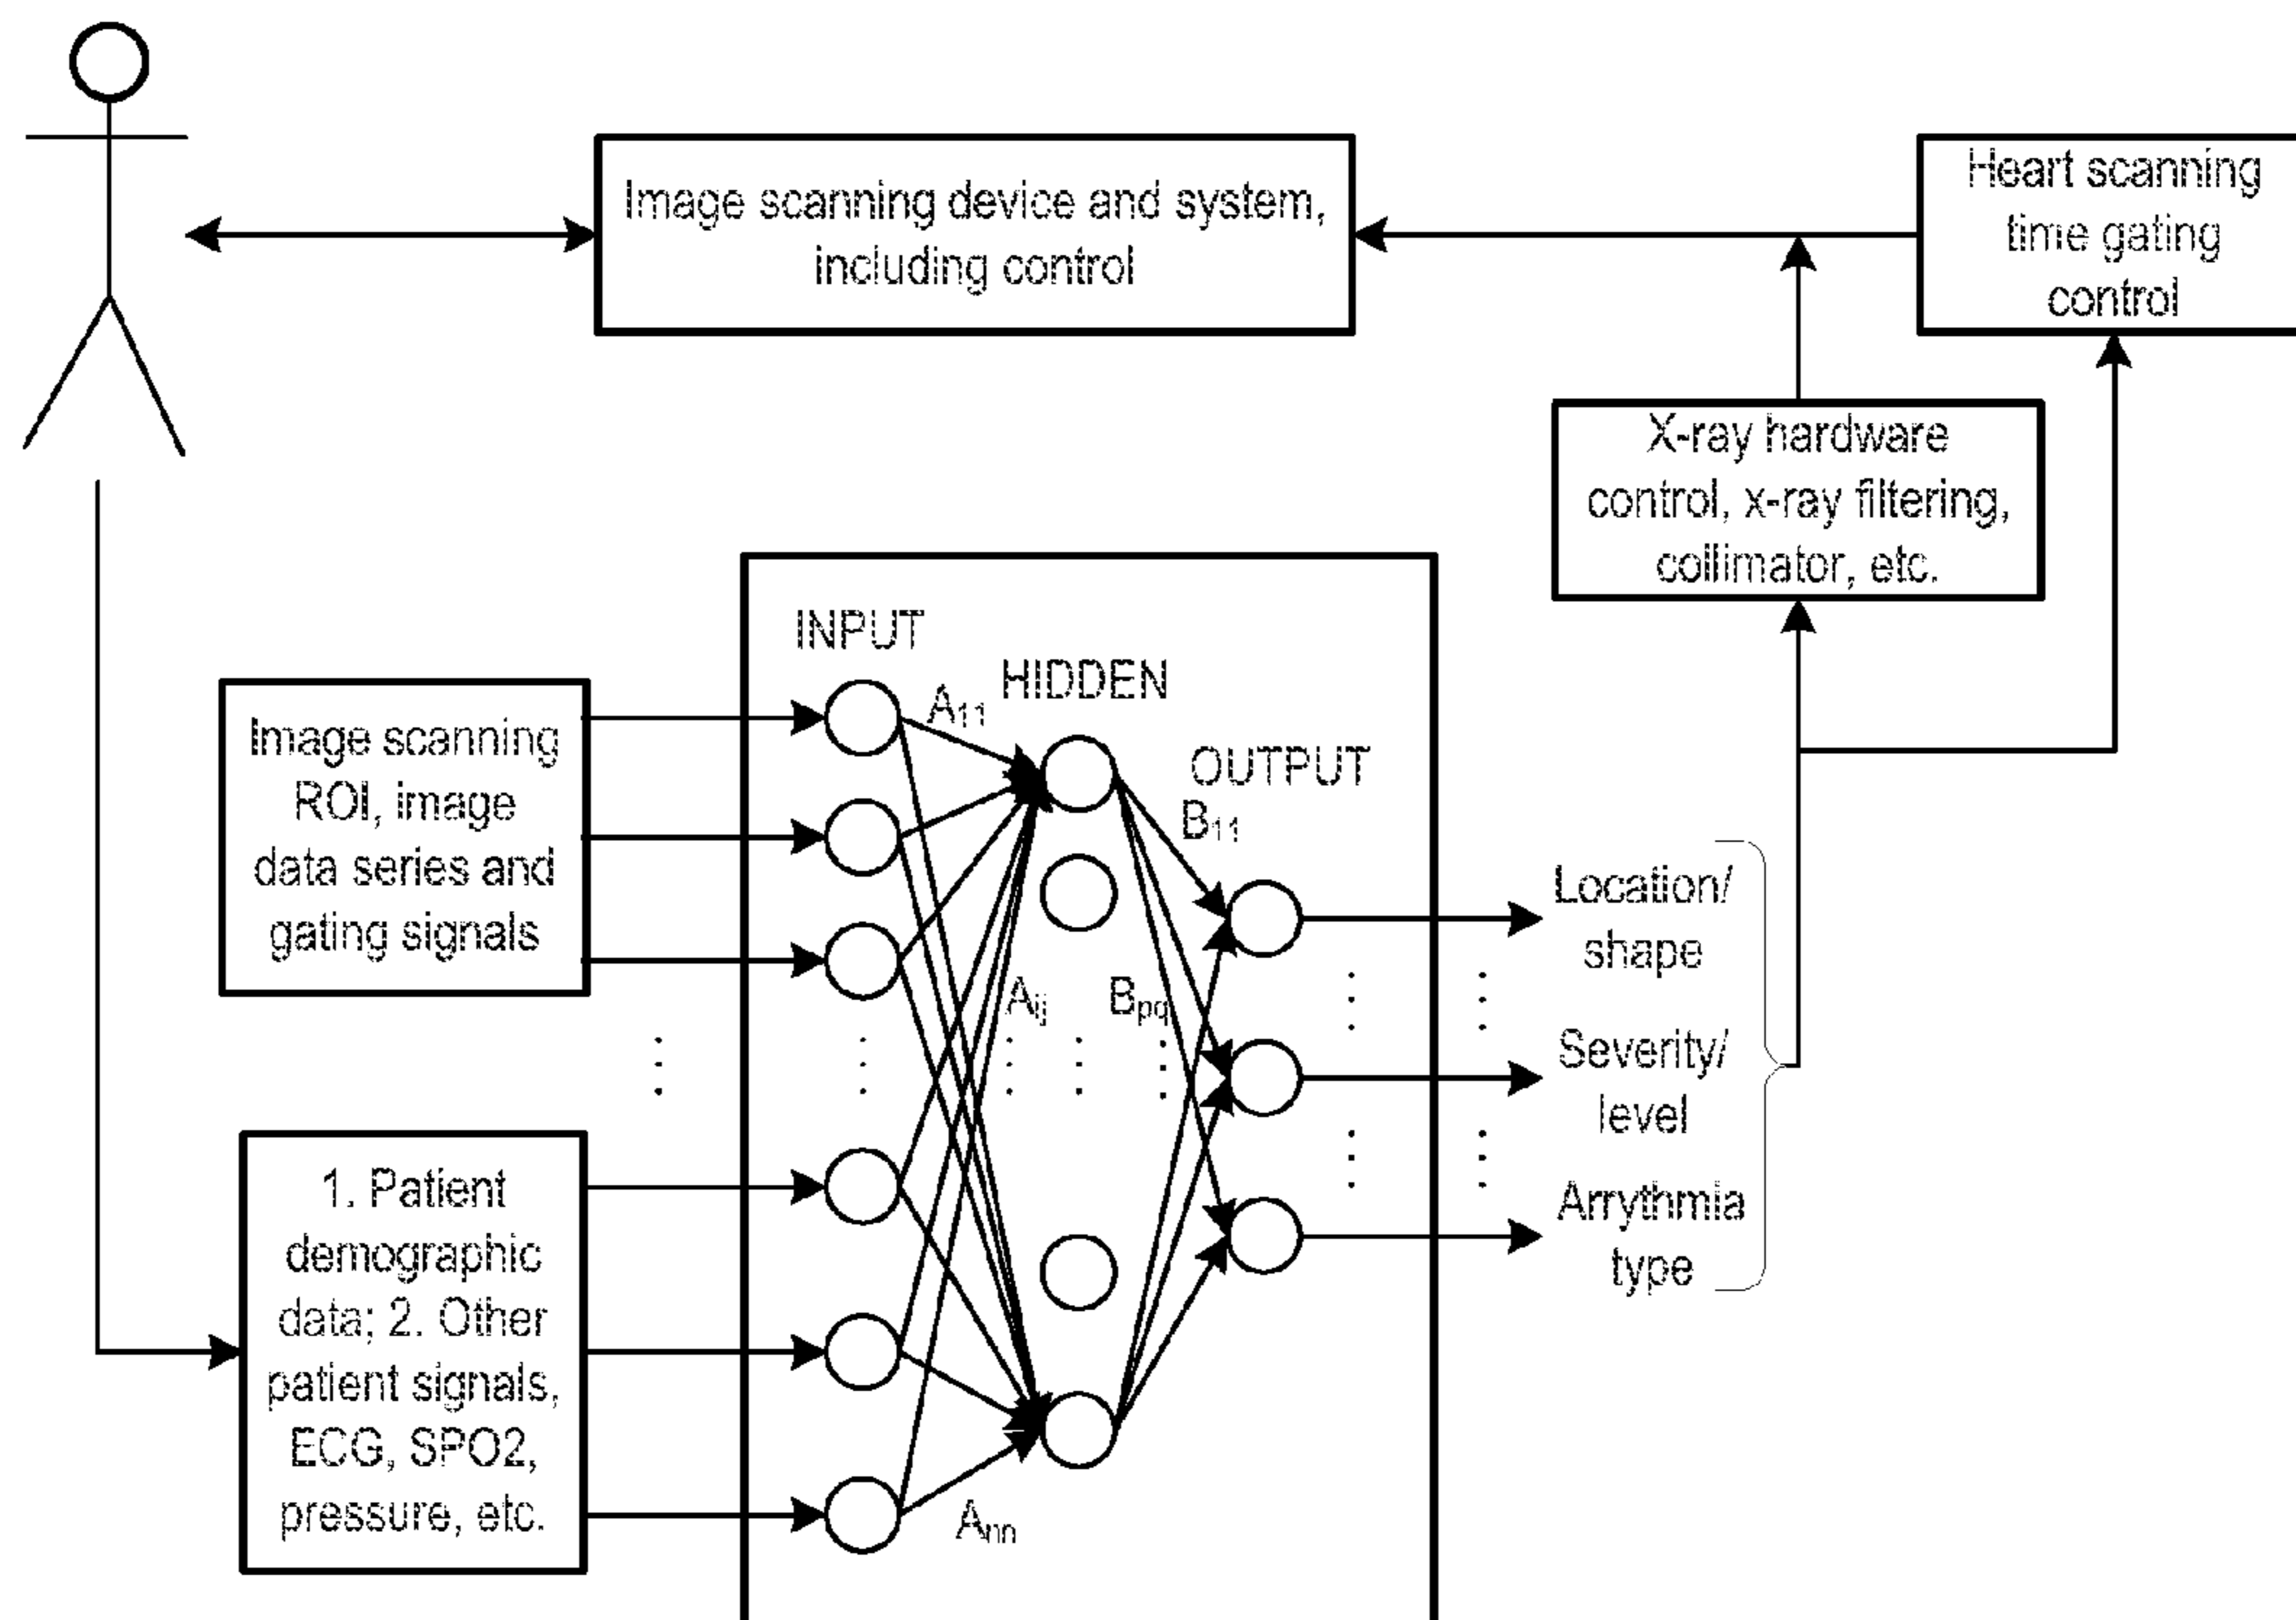 Image scanning device and system,
including control
Heart scanning
time gating
control
X-ray hardware
control, x-ray filtering,
collimator, etc.
INPUT
HIDDEN
OUTPUT
A11
B11
Aij
Bpq
Ann
Image scanning
ROI, image
data series and
gating signals
1. Patient
demographic
data; 2. Other
patient signals,
ECG, SPO2,
pressure, etc.
Location/
shape
Severity/
level
Arrythmia
type